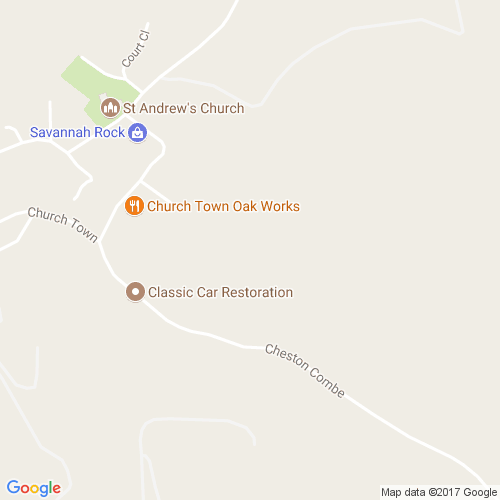 Court Cl
St Andrew's Church
Savannah Rock
Church Town Oak Works
Church Town
Classic Car Restoration
Cheston Combe
Google
Map data ©2017 Google